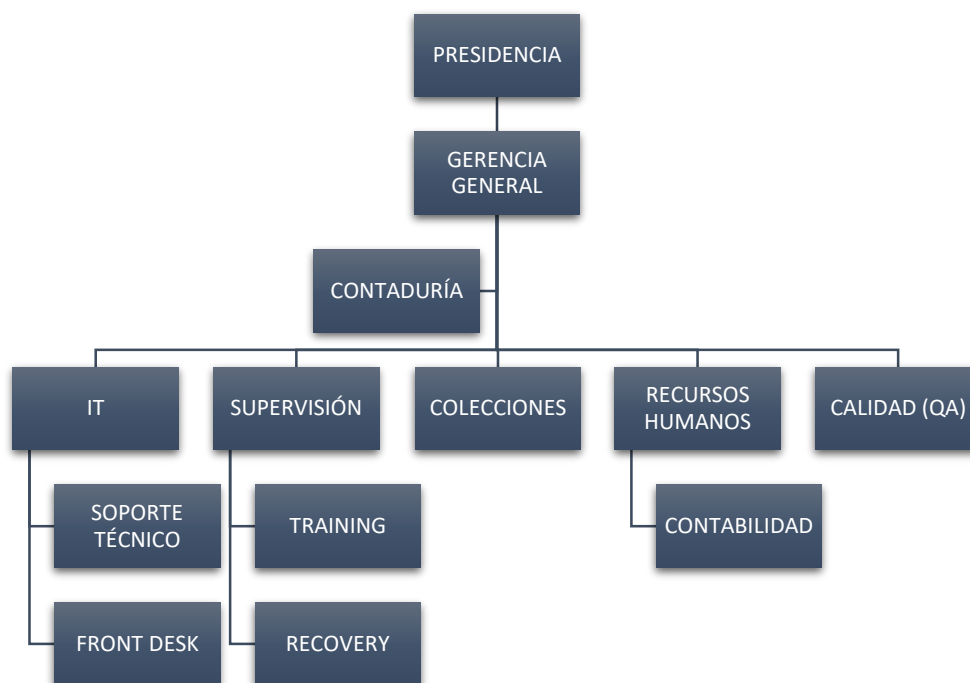 PRESIDENCIA
GERENCIA
GENERAL
CONTADURÍA
IT
SUPERVISIÓN
COLECCIONES
RECURSOS
HUMANOS
CALIDAD (QA)
SOPORTE
TÉCNICO
TRAINING
CONTABILIDAD
FRONT DESK
RECOVERY